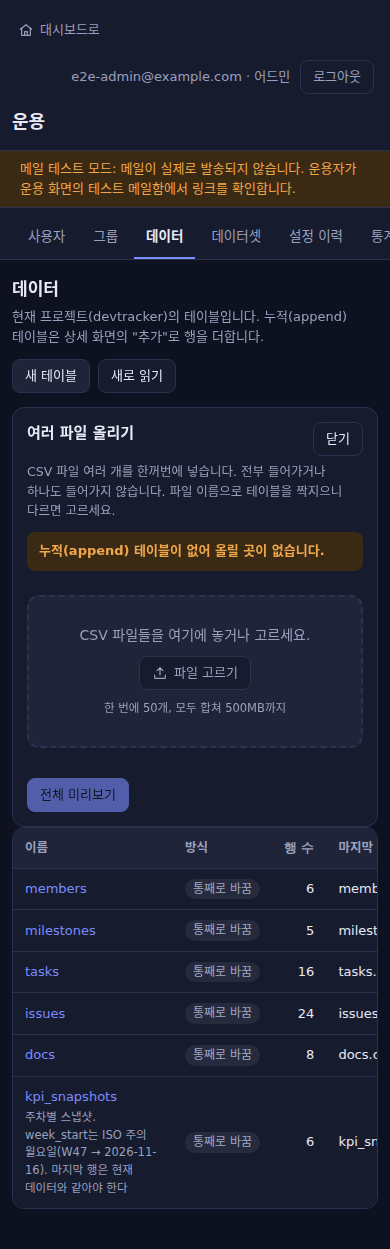 대시보드로
e2e-admin@example.com · 어드민
로그아웃
운용
메일 테스트 모드: 메일이 실제로 발송되지 않습니다. 운용자가
운용 화면의 테스트 메일함에서 링크를 확인합니다.
사용자 그룹 데이터 데이터셋 설정 이력 통계
데이터
현재 프로젝트(devtracker)의 테이블입니다. 누적(append)
테이블은 상세 화면의 "추가"로 행을 더합니다.
새 테이블 새로 읽기
여러 파일 올리기
닫기
CSV 파일 여러 개를 한꺼번에 넣습니다. 전부 들어가거나
하나도 들어가지 않습니다. 파일 이름으로 테이블을 짝지으니
다르면 고르세요.
누적(append) 테이블이 없어 올릴 곳이 없습니다.
CSV 파일들을 여기에 놓거나 고르세요.
파일 고르기
한 번에 50개, 모두 합쳐 500MB까지
전체 미리보기
이름 방식 행 수 마지막
members 통째로 바꿈 6 memb
milestones 통째로 바꿈 5 milest
tasks 통째로 바꿈 16 tasks.
issues 통째로 바꿈 24 issues
docs 통째로 바꿈 8 docs.c
kpi_snapshots
주차별 스냅샷.
week_start는 ISO 주의
월요일(W47 → 2026-11-
16). 마지막 행은 현재
데이터와 같아야 한다
통째로 바꿈 6 kpi_sn